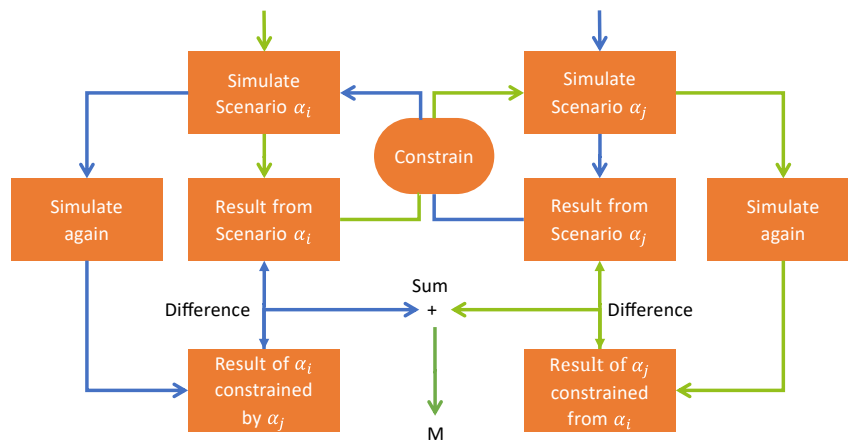 Simulate
Scenario 𝛼𝑖
Simulate
Scenario 𝛼𝑗
Constrain
Simulate
again
Result from
Scenario 𝛼𝑖
Result from
Scenario 𝛼𝑗
Simulate
again
Sum
+
Difference
Difference
Result of 𝛼𝑖
constrained
by 𝛼𝑗
Result of 𝛼𝑗
constrained
from 𝛼𝑖
M